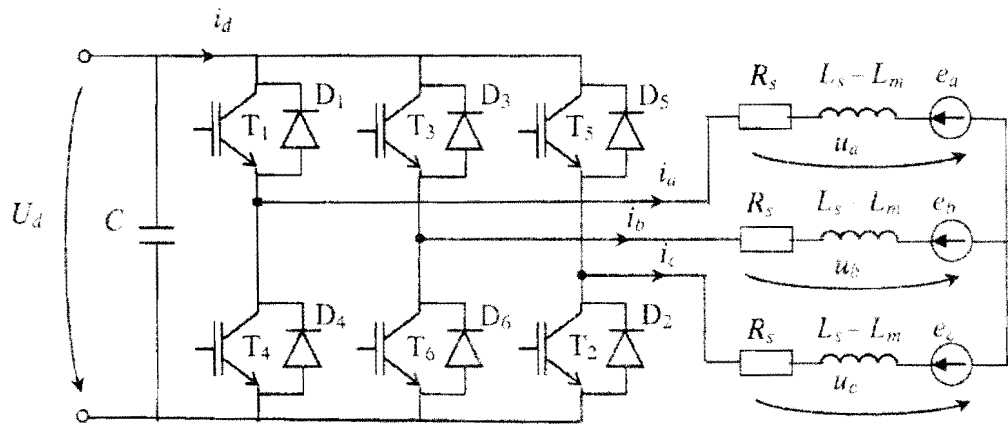 i_d
R_s L_s – L_m e_a
D_1 D_3 D_5
T_1 T_3 T_5
u_a
i_a
R_s L_s – L_m e_b
U_d C
i_b
u_b
i_c
D_4 D_6 D_2
R_s L_s – L_m e_c
T_4 T_6 T_2
u_c